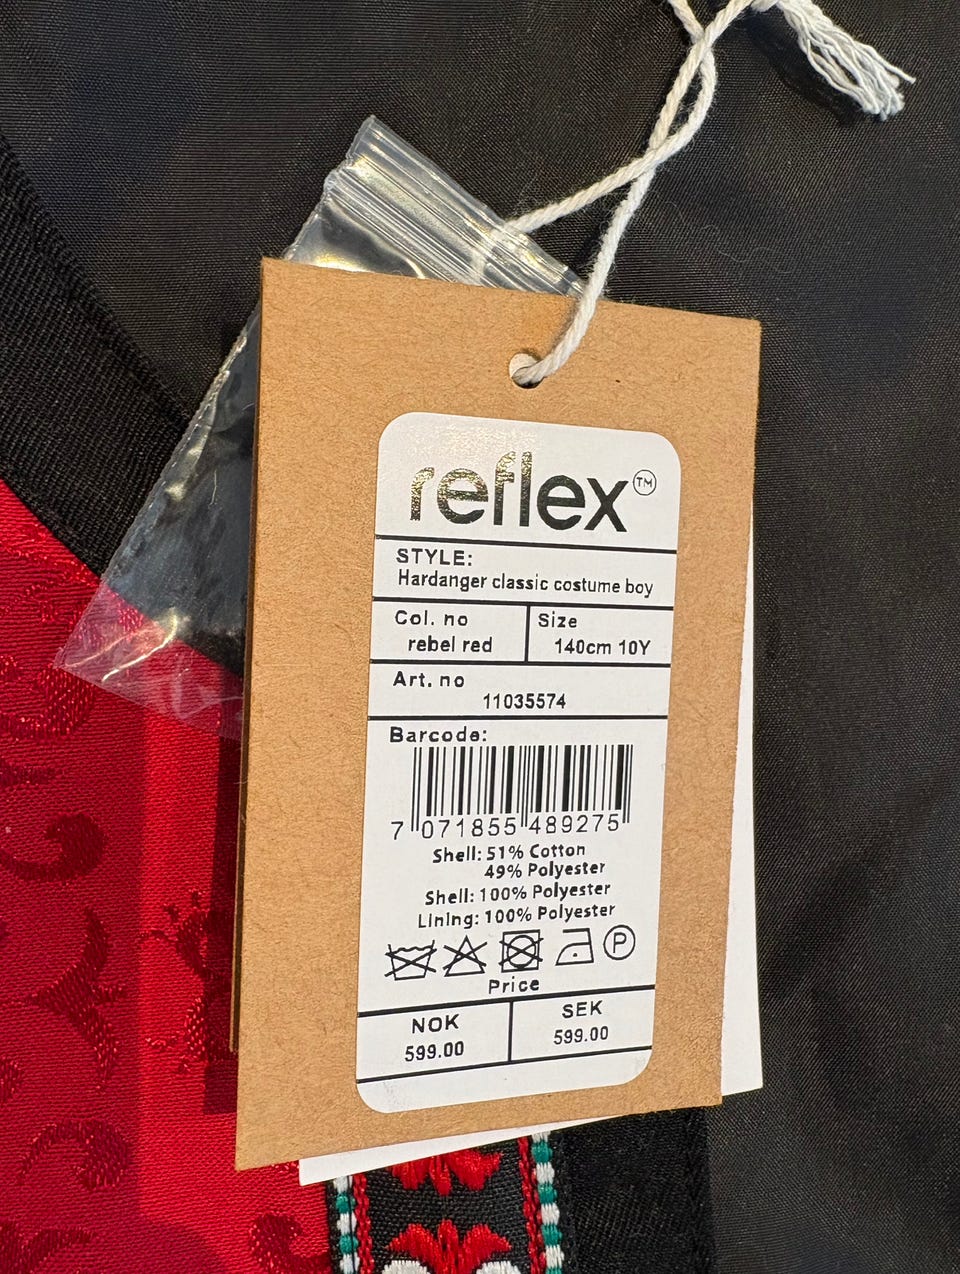 reflex™
STYLE:
Hardanger classic costume boy
Col. no
rebel red
Size
140cm 10Y
Art. no
11035574
Barcode:
7 071855 489275
Shell: 51% Cotton
49% Polyester
Shell: 100% Polyester
Lining: 100% Polyester
P
Price
NOK
599.00
SEK
599.00